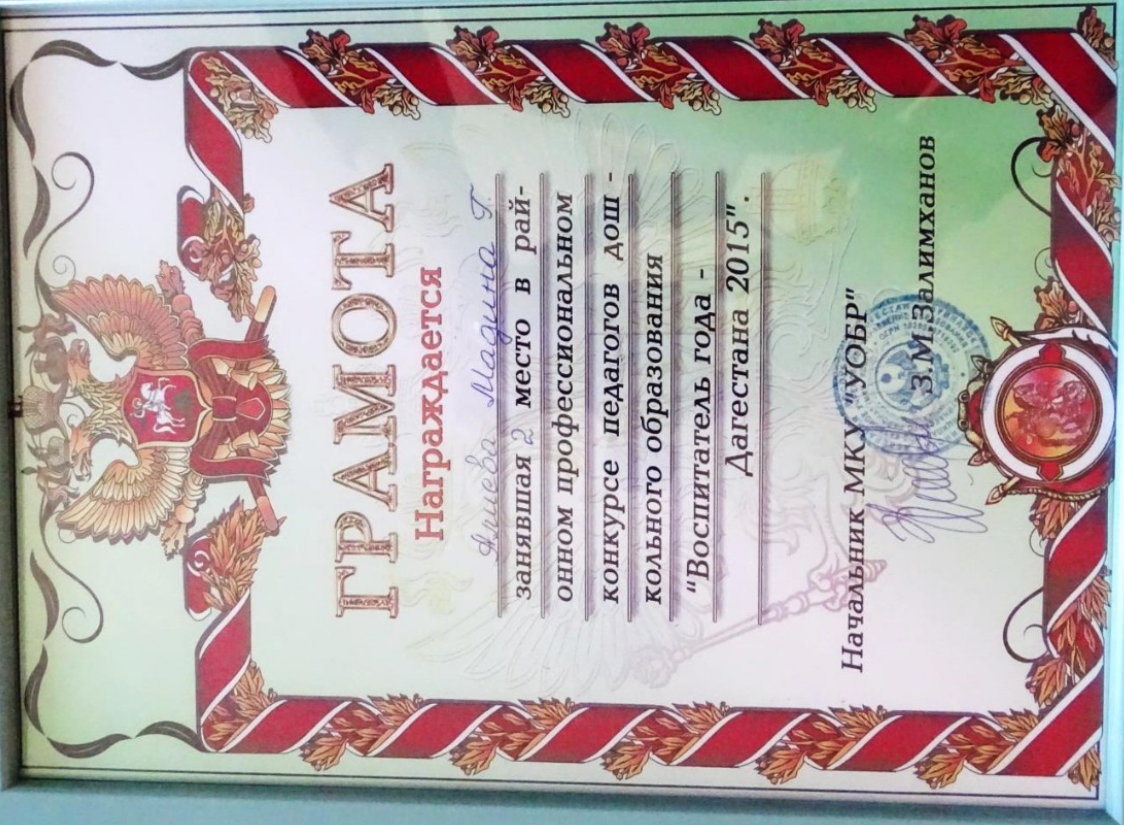 ГРАМОТА
Награждается
Алиева Мадина Г.
занявшая 2 место в рай-
онном профессиональном
конкурсе педагогов дош -
кольного образования
"Воспитатель года -
Дагестана 2015".
Начальник МКУ "УОБР"
З.М.Залимханов